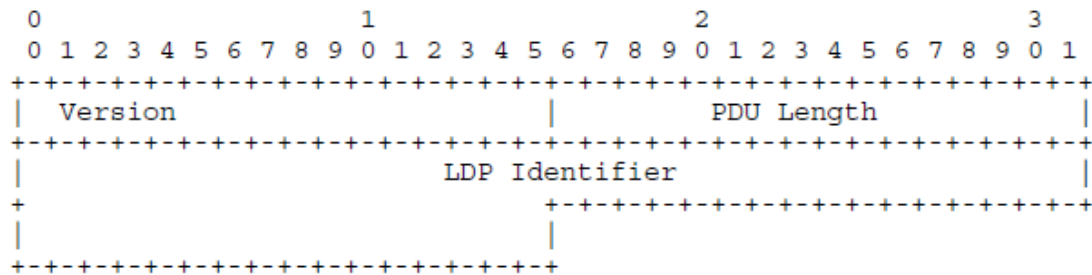 0                   1                   2                   3
0 1 2 3 4 5 6 7 8 9 0 1 2 3 4 5 6 7 8 9 0 1 2 3 4 5 6 7 8 9 0 1
+-+-+-+-+-+-+-+-+-+-+-+-+-+-+-+-+-+-+-+-+-+-+-+-+-+-+-+-+-+-+-+-+
|  Version                      |         PDU Length            |
+-+-+-+-+-+-+-+-+-+-+-+-+-+-+-+-+-+-+-+-+-+-+-+-+-+-+-+-+-+-+-+-+
|                         LDP Identifier                        |
+                               +-+-+-+-+-+-+-+-+-+-+-+-+-+-+-+-+
|                               |
+-+-+-+-+-+-+-+-+-+-+-+-+-+-+-+-+